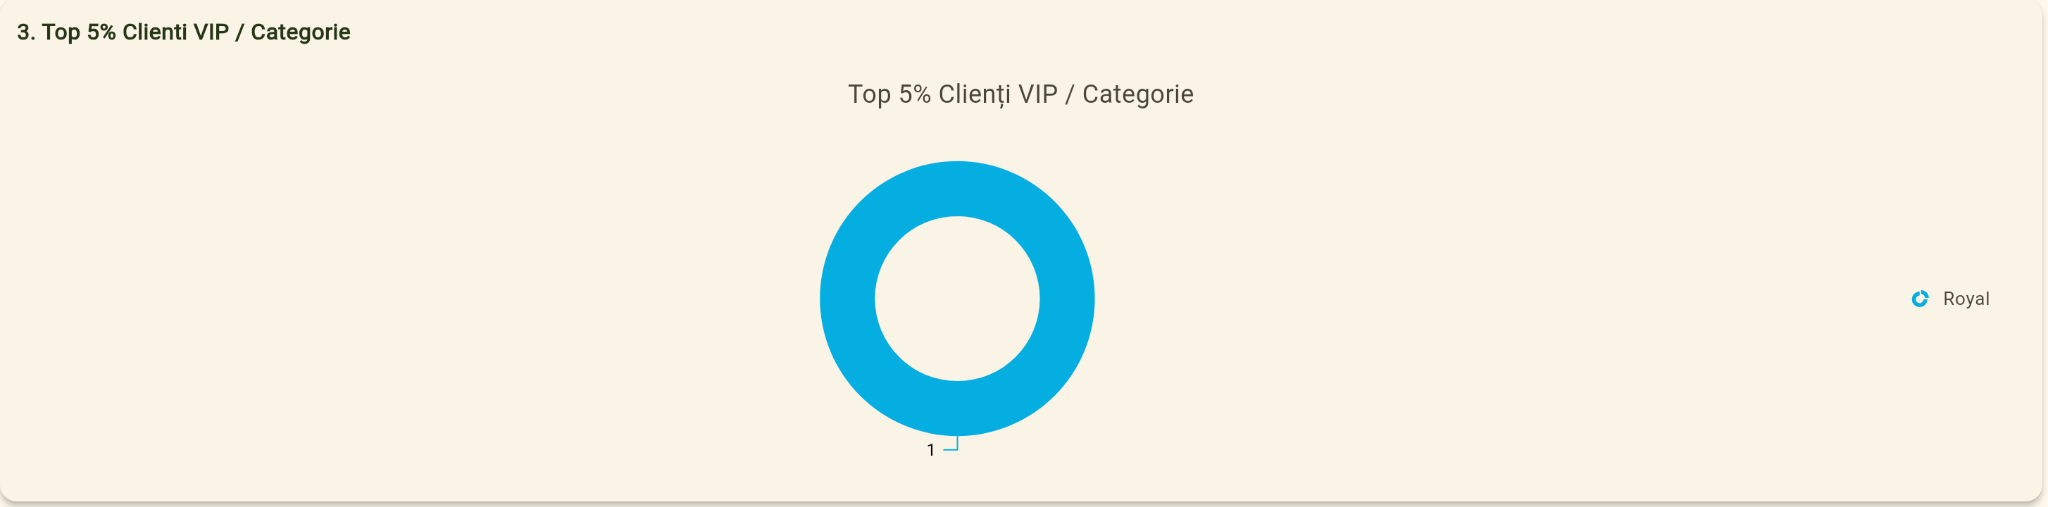 3. Top 5% Clienti VIP / Categorie
Top 5% Clienți VIP / Categorie
Royal
1